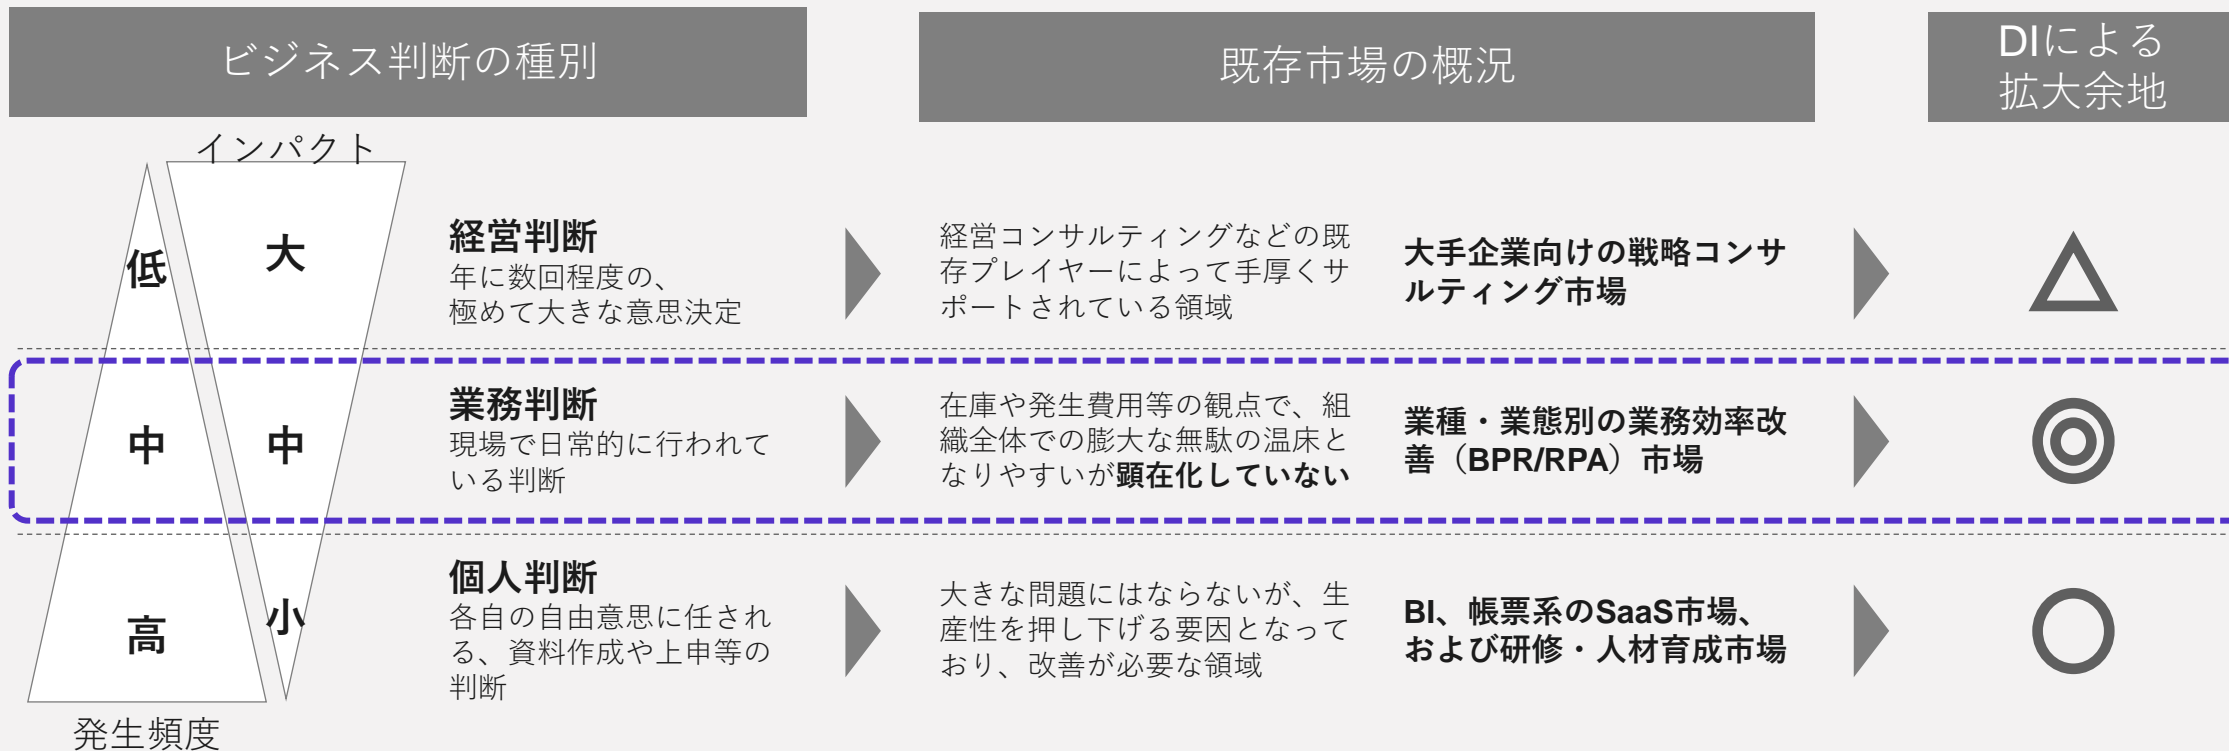 ビジネス判断の種別
既存市場の概況
DIによる
拡大余地
インパクト
低
大
経営判断
年に数回程度の、
極めて大きな意思決定
経営コンサルティングなどの既
存プレイヤーによって手厚くサ
ポートされている領域
大手企業向けの戦略コンサ
ルティング市場
中
中
業務判断
現場で日常的に行われて
いる判断
在庫や発生費用等の観点で、組
織全体での膨大な無駄の温床と
なりやすいが顕在化していない
業種・業態別の業務効率改
善（BPR/RPA）市場
高
小
個人判断
各自の自由意思に任され
る、資料作成や上申等の
判断
大きな問題にはならないが、生
産性を押し下げる要因となって
おり、改善が必要な領域
BI、帳票系のSaaS市場、
および研修・人材育成市場
発生頻度